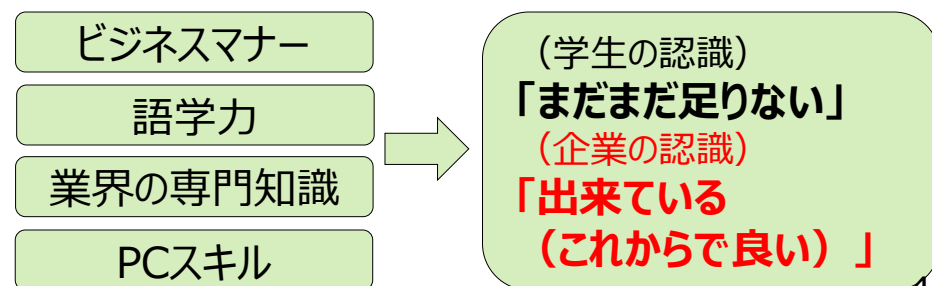 ビジネスマナー
語学力
業界の専門知識
PCスキル
（学生の認識）
「まだまだ足りない」
（企業の認識）
「出来ている
（これからで良い）」